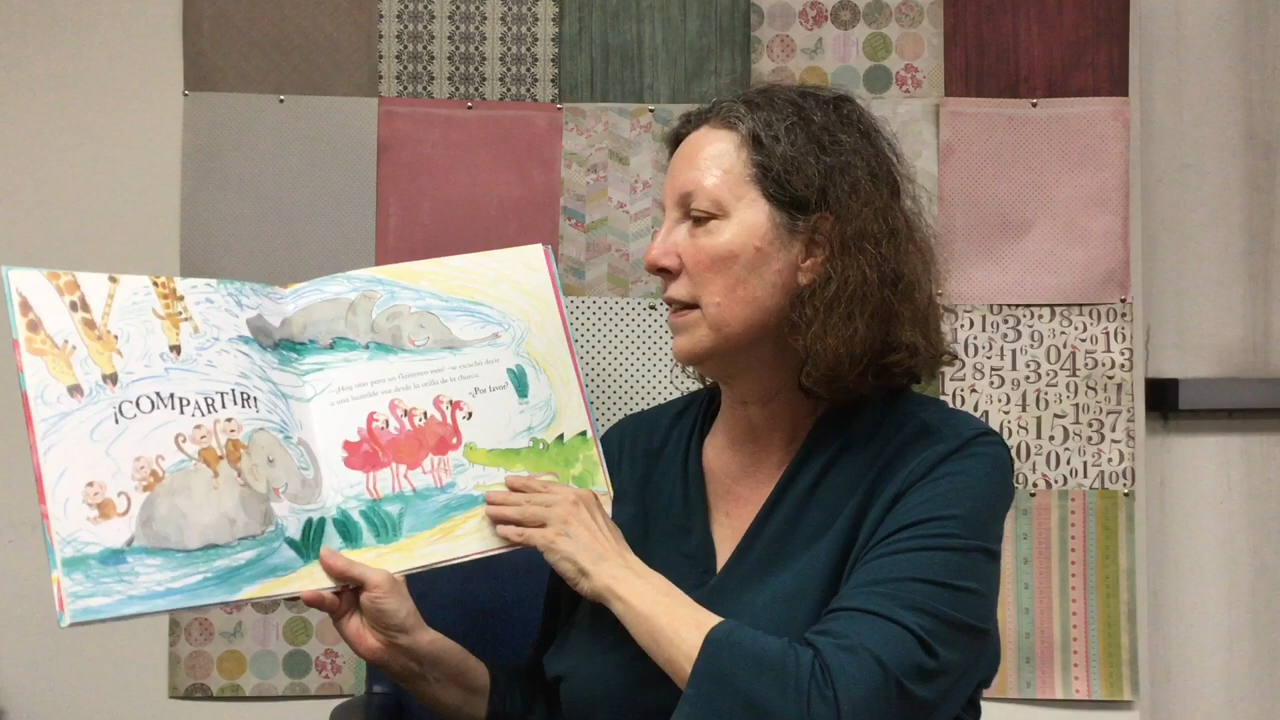 ¡COMPARTIR!
—¿Hay sitio para un flamenco más? —se escuchó decir
a una humilde voz desde la orilla de la charca.
—¿Por favor?